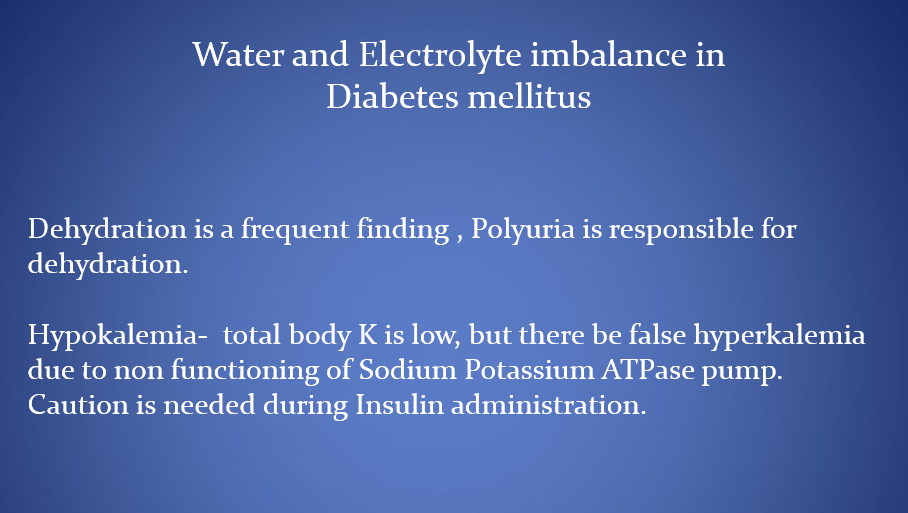 Water and Electrolyte imbalance in
Diabetes mellitus
Dehydration is a frequent finding , Polyuria is responsible for
dehydration.
Hypokalemia-  total body K is low, but there be false hyperkalemia
due to non functioning of Sodium Potassium ATPase pump.
Caution is needed during Insulin administration.